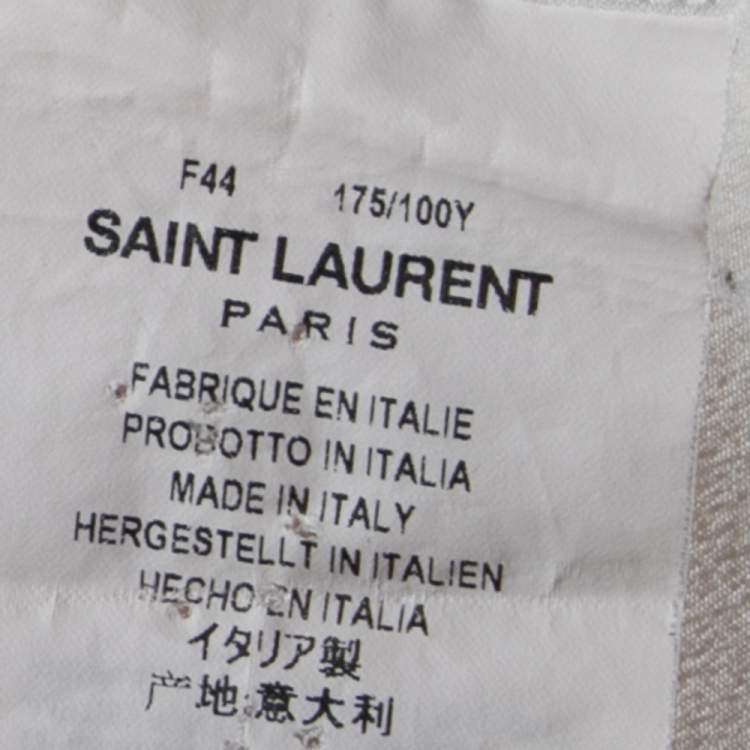 F44 175/100Y
SAINT LAURENT
PARIS
FABRIQUE EN ITALIE
PRODOTTO IN ITALIA
MADE IN ITALY
HERGESTELLT IN ITALIEN
HECHO EN ITALIA
イタリア製
产地:意大利